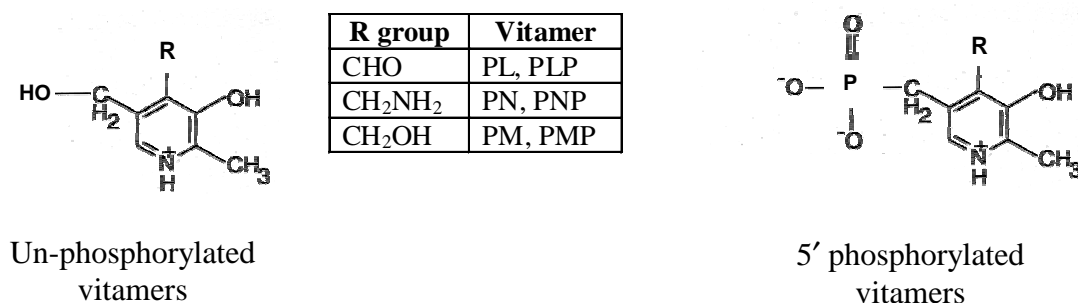 R
HO
C
H₂
OH
N
+
H
CH₃
R group Vitamer
CHO PL, PLP
CH₂NH₂ PN, PNP
CH₂OH PM, PMP
O
R
⁻O P C
H₂
OH
⁻O
N
+
H
CH₃
Un-phosphorylated
vitamers
5′ phosphorylated
vitamers